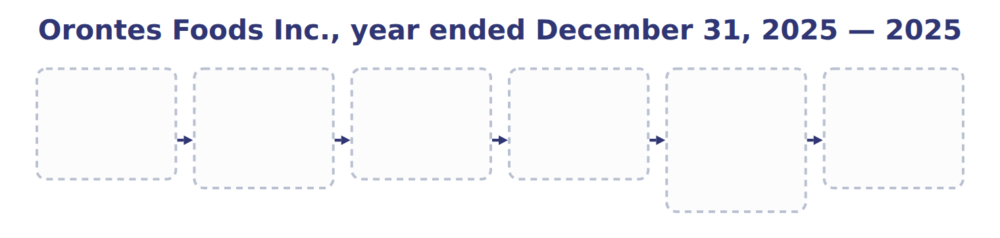 Orontes Foods Inc., year ended December 31, 2025 — 2025